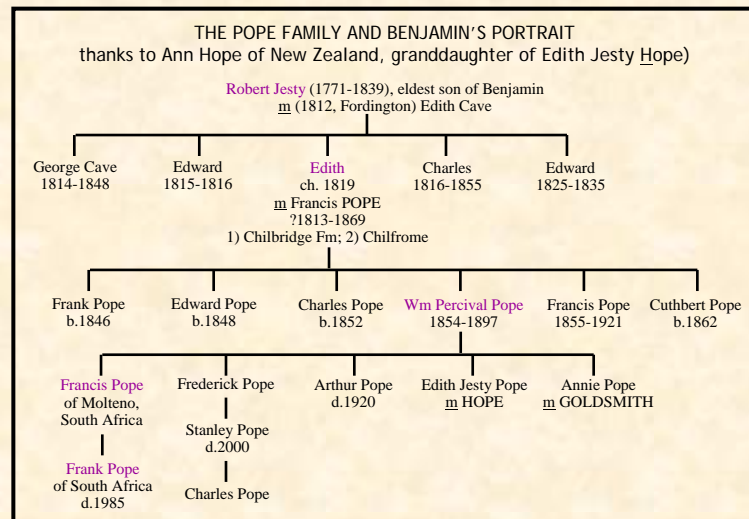 THE POPE FAMILY AND BENJAMIN'S PORTRAIT
thanks to Ann Hope of New Zealand, granddaughter of Edith Jesty Hope)
Robert Jesty (1771-1839), eldest son of Benjamin
m (1812, Fordington) Edith Cave
George Cave
1814-1848
Edward
1815-1816
Edith
ch. 1819
m Francis POPE
?1813-1869
1) Chilbridge Fm; 2) Chilfrome
Charles
1816-1855
Edward
1825-1835
Frank Pope
b.1846
Edward Pope
b.1848
Charles Pope
b.1852
Wm Percival Pope
1854-1897
Francis Pope
1855-1921
Cuthbert Pope
b.1862
Francis Pope
of Molteno,
South Africa
Frank Pope
of South Africa
d.1985
Frederick Pope
Stanley Pope
d.2000
Charles Pope
Arthur Pope
d.1920
Edith Jesty Pope
m HOPE
Annie Pope
m GOLDSMITH